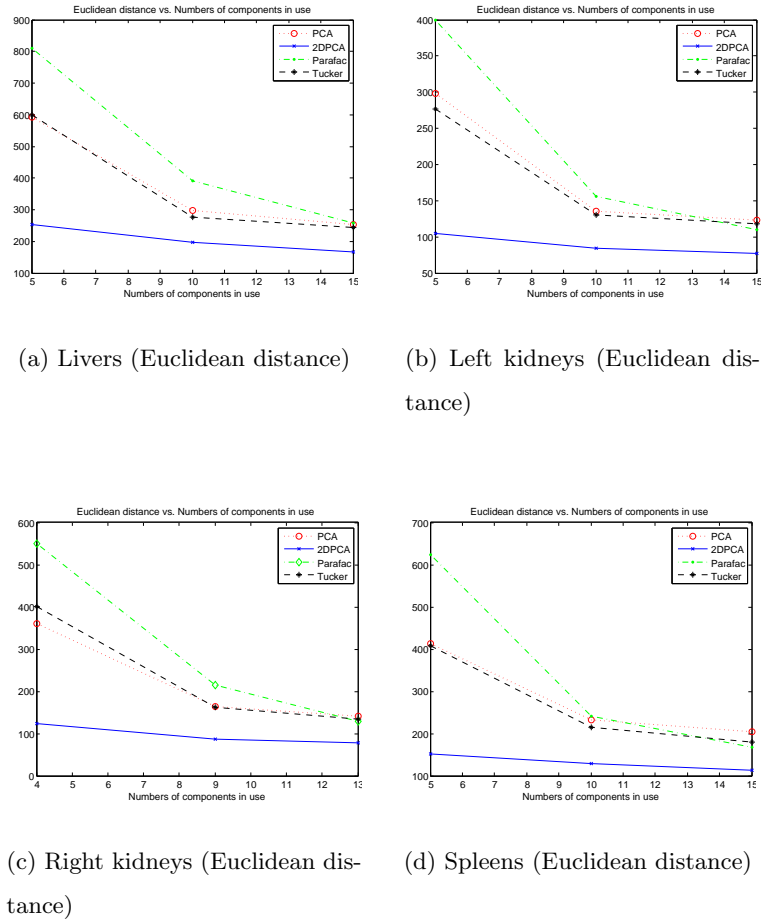 Euclidean distance vs. Numbers of components in use
900
800
700
600
500
400
300
200
100
5 6 7 8 9 10 11 12 13 14 15
Numbers of components in use
PCA
2DPCA
Parafac
Tucker
(a) Livers (Euclidean distance)
Euclidean distance vs. Numbers of components in use
400
350
300
250
200
150
100
50
5 6 7 8 9 10 11 12 13 14 15
Numbers of components in use
PCA
2DPCA
Parafac
Tucker
(b) Left kidneys (Euclidean dis-
tance)
Euclidean distance vs. Numbers of components in use
600
500
400
300
200
100
0
4 5 6 7 8 9 10 11 12 13
Numbers of components in use
PCA
2DPCA
Parafac
Tucker
(c) Right kidneys (Euclidean dis-
tance)
Euclidean distance vs. Numbers of components in use
700
600
500
400
300
200
100
5 6 7 8 9 10 11 12 13 14 15
Numbers of components in use
PCA
2DPCA
Parafac
Tucker
(d) Spleens (Euclidean distance)